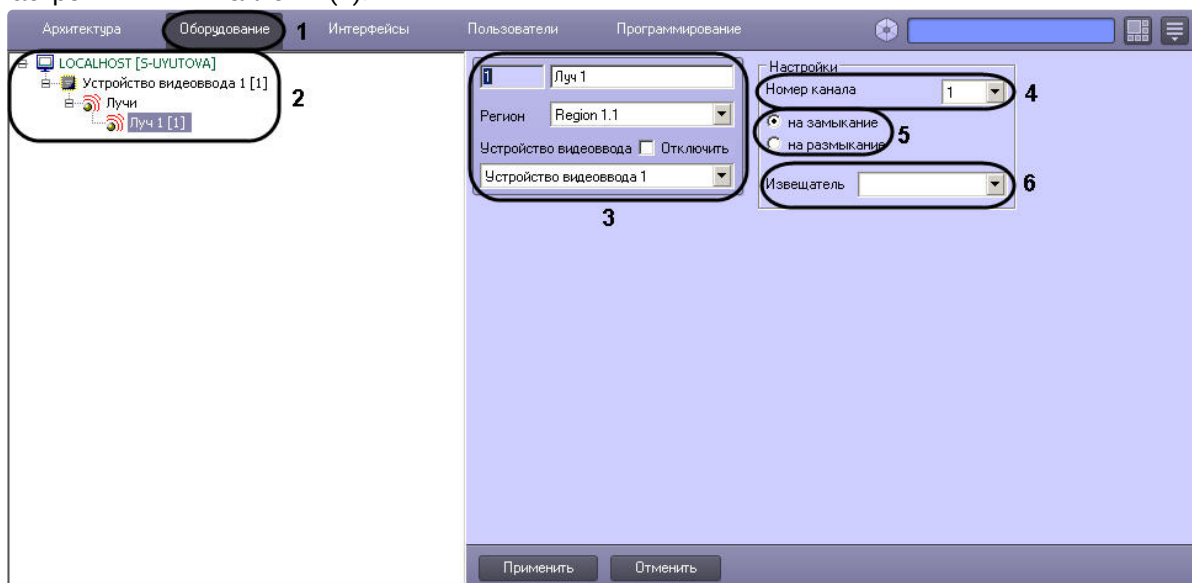 Архитектура Оборудование 1 Интерфейсы Пользователи Программирование
LOCALHOST [S-UYUTOVA]
Устройство видеоввода 1 [1]
Лучи
Луч 1 [1]
2
1 Луч 1
Регион Region 1.1
Устройство видеоввода Отключить
Устройство видеоввода 1
3
Настройки
Номер канала 1 4
на замыкание
на размыкание
5
Извещатель 6
Применить Отменить